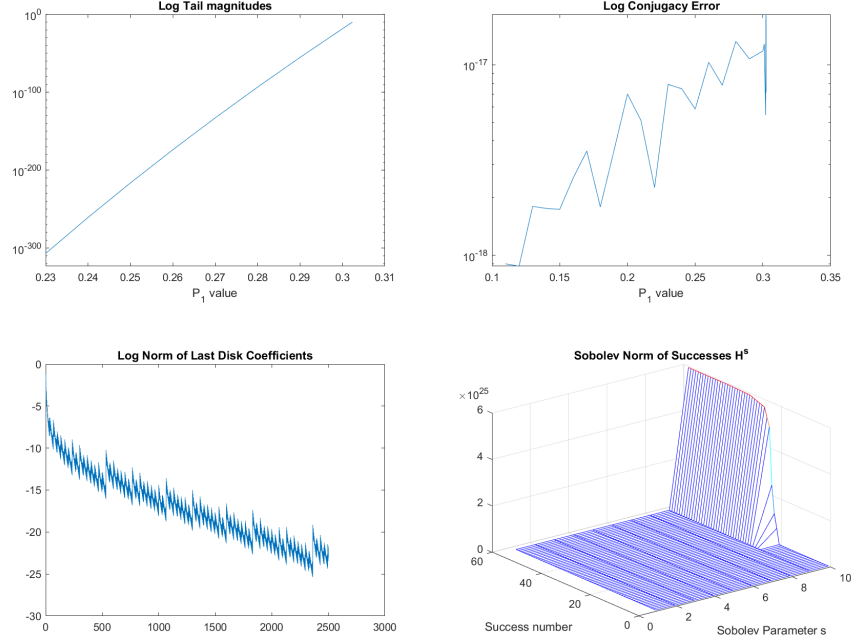 Log Tail magnitudes
10^0
10^-100
10^-200
10^-300
0.23 0.24 0.25 0.26 0.27 0.28 0.29 0.3 0.31
P_1 value
Log Conjugacy Error
10^-17
10^-18
0.1 0.15 0.2 0.25 0.3 0.35
P_1 value
Log Norm of Last Disk Coefficients
0
-5
-10
-15
-20
-25
-30
0 500 1000 1500 2000 2500 3000
Sobolev Norm of Successes H^s
×10^25
6
4
2
0
60
40
20
0
Success number
0 2 4 6 8 10
Sobolev Parameter s